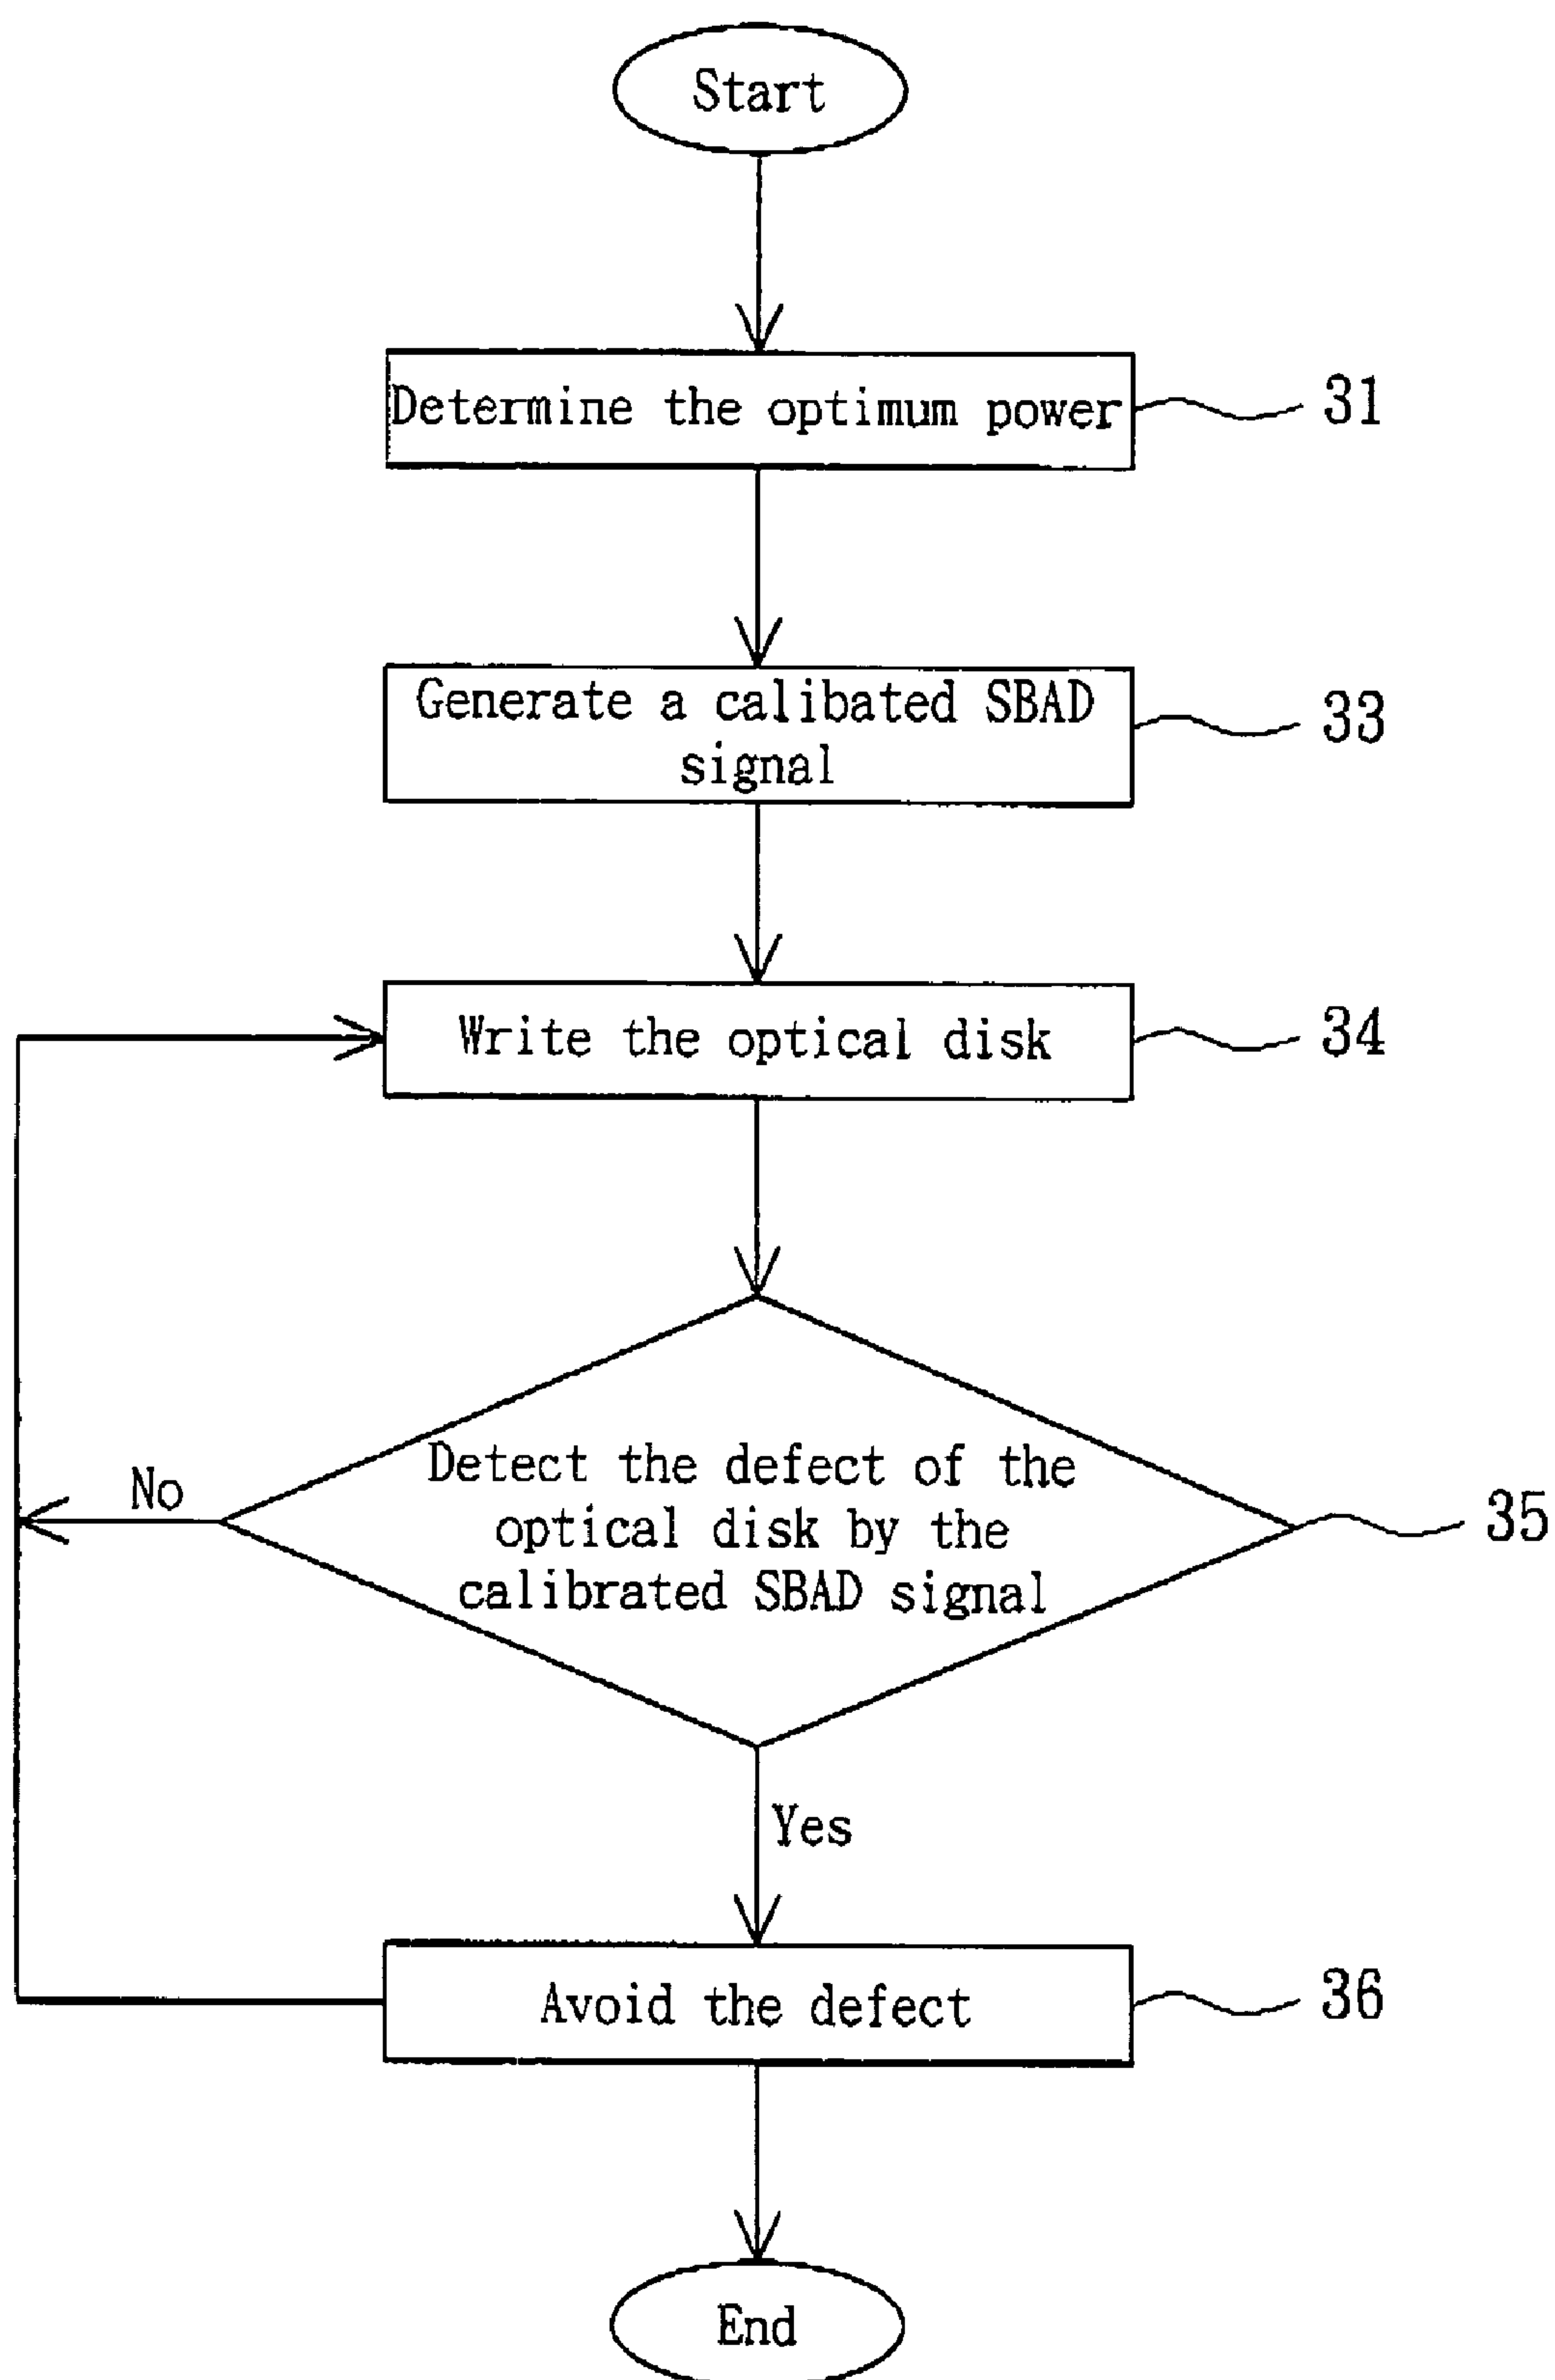 Start
Determine the optimum power
31
Generate a calibated SBAD
signal
33
Write the optical disk
34
Detect the defect of the
optical disk by the
calibrated SBAD signal
35
No
Yes
Avoid the defect
36
End